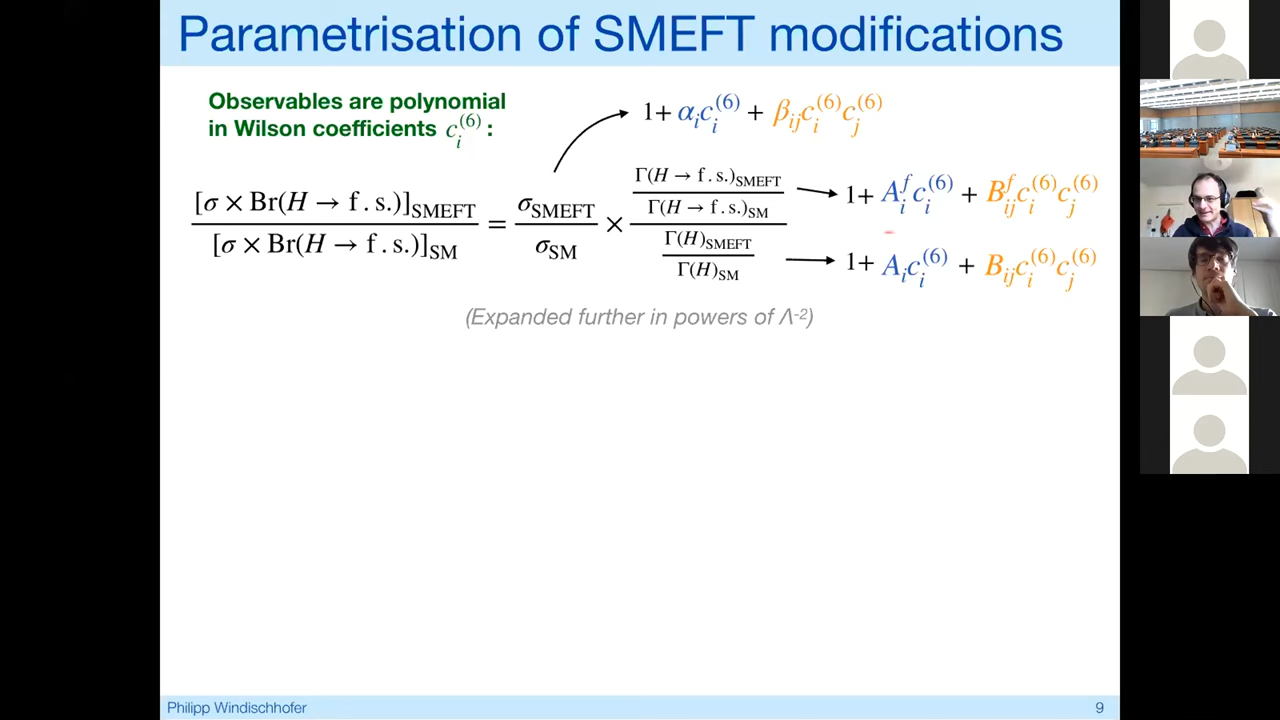 Parametrisation of SMEFT modifications
Observables are polynomial
in Wilson coefficients c_i^(6) :
1+ α_i c_i^(6) + β_ij c_i^(6) c_j^(6)
[σ × Br(H → f.s.)]_SMEFT / [σ × Br(H → f.s.)]_SM = σ_SMEFT / σ_SM × (Γ(H → f.s.)_SMEFT / Γ(H → f.s.)_SM) / (Γ(H)_SMEFT / Γ(H)_SM)
1+ A_i^f c_i^(6) + B_ij^f c_i^(6) c_j^(6)
1+ A_i c_i^(6) + B_ij c_i^(6) c_j^(6)
(Expanded further in powers of Λ^-2)
Philipp Windischhofer
9